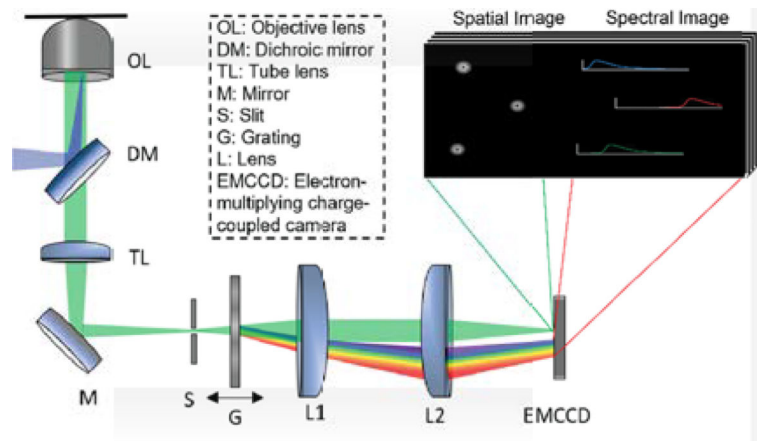 Spatial Image
Spectral Image
OL: Objective lens
DM: Dichroic mirror
TL: Tube lens
M: Mirror
S: Slit
G: Grating
L: Lens
EMCCD: Electron-
multiplying charge-
coupled camera
OL
DM
TL
M
S
G
L1
L2
EMCCD